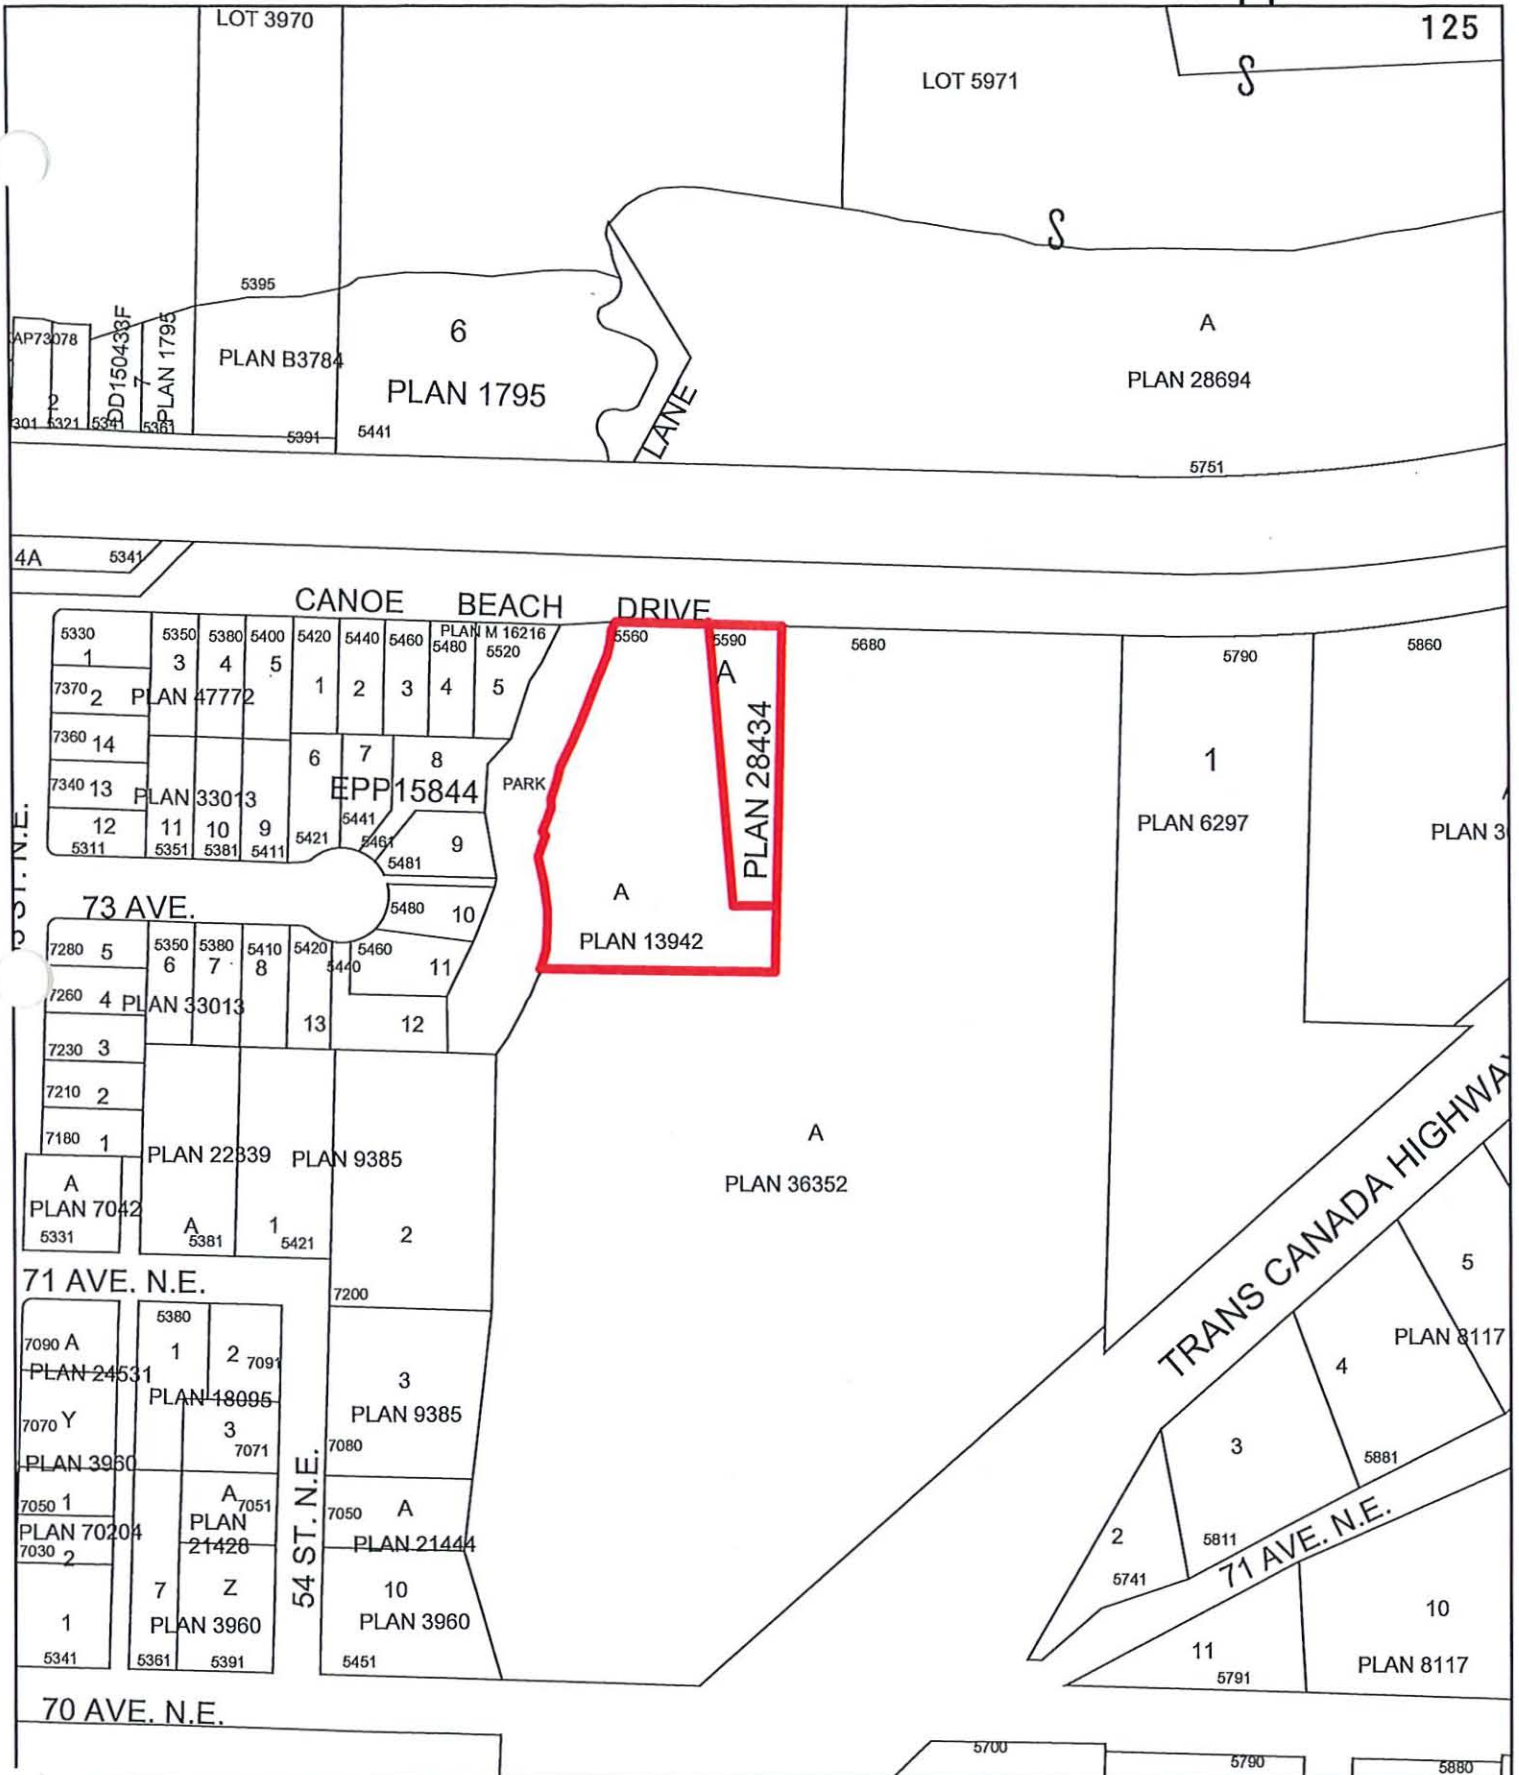 125
LOT 3970
LOT 5971
S
S
5395
A
AP73078
DD150433F
7
PLAN 1795
PLAN B3784
6
PLAN 1795
PLAN 28694
2
301
5321
5341
5361
5391
5441
LANE
5751
4A
5341
CANOE BEACH DRIVE
5330
5350
5380
5400
5420
5440
5460
PLAN M 16216
5480
5520
5560
5590
5680
5790
5860
1
3
4
5
1
2
3
4
5
A
7370
2
PLAN 47772
PLAN 28434
7360
14
6
7
8
1
7340
13
PLAN 33013
EPP15844
PARK
PLAN 6297
PLAN 3
12
11
10
9
5421
5441
5461
9
5311
5351
5381
5411
5481
ST. N.E.
73 AVE.
5480
10
A
PLAN 13942
7280
5
5350
5380
5410
5420
5440
5460
6
7
8
11
7260
4
PLAN 33013
13
12
7230
3
7210
2
7180
1
PLAN 22339
PLAN 9385
A
PLAN 36352
TRANS CANADA HIGHWAY
A
PLAN 7042
5331
A
5381
1
5421
2
7200
5
71 AVE. N.E.
5380
7090
A
1
2
7091
PLAN 8117
PLAN 24531
4
3
PLAN 18095
PLAN 9385
7070
Y
3
7071
7080
3
PLAN 3960
5881
7050
1
A
7051
7050
A
PLAN 70204
PLAN
21428
PLAN 21444
2
5811
7030
2
54 ST. N.E.
71 AVE. N.E.
5741
7
Z
10
10
1
PLAN 3960
PLAN 3960
11
5341
5361
5391
5451
5791
PLAN 8117
70 AVE. N.E.
5700
5790
5880